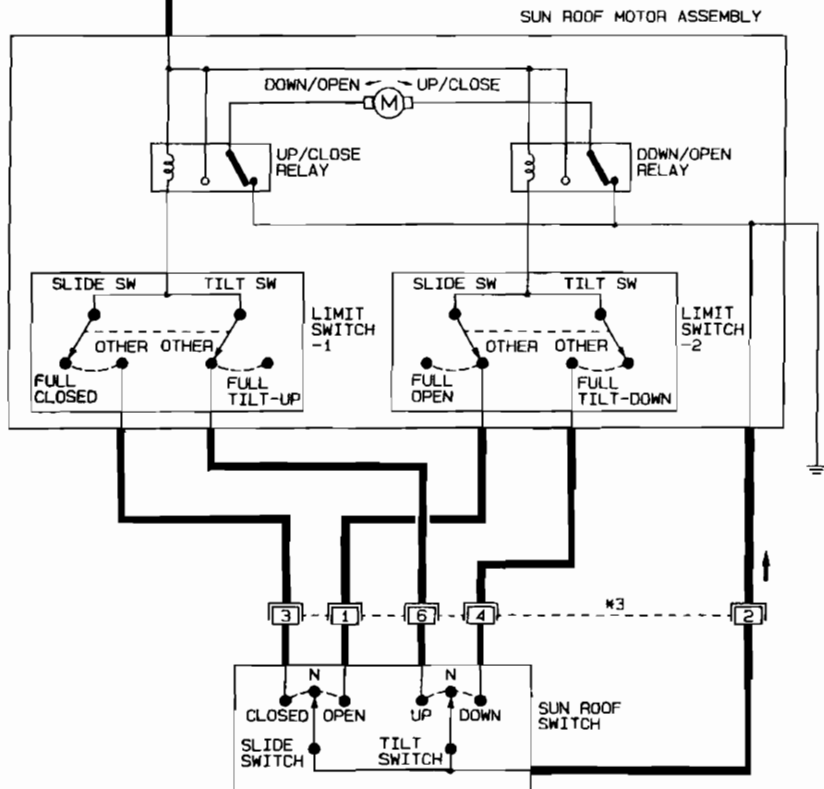 SUN ROOF MOTOR ASSEMBLY
DOWN/OPEN
UP/CLOSE
M
UP/CLOSE
RELAY
DOWN/OPEN
RELAY
SLIDE SW
TILT SW
LIMIT
SWITCH
-1
OTHER
OTHER
FULL
CLOSED
FULL
TILT-UP
SLIDE SW
TILT SW
LIMIT
SWITCH
-2
OTHER
OTHER
FULL
OPEN
FULL
TILT-DOWN
3
1
6
4
*3
2
N
N
CLOSED
OPEN
UP
DOWN
SUN ROOF
SWITCH
SLIDE
SWITCH
TILT
SWITCH